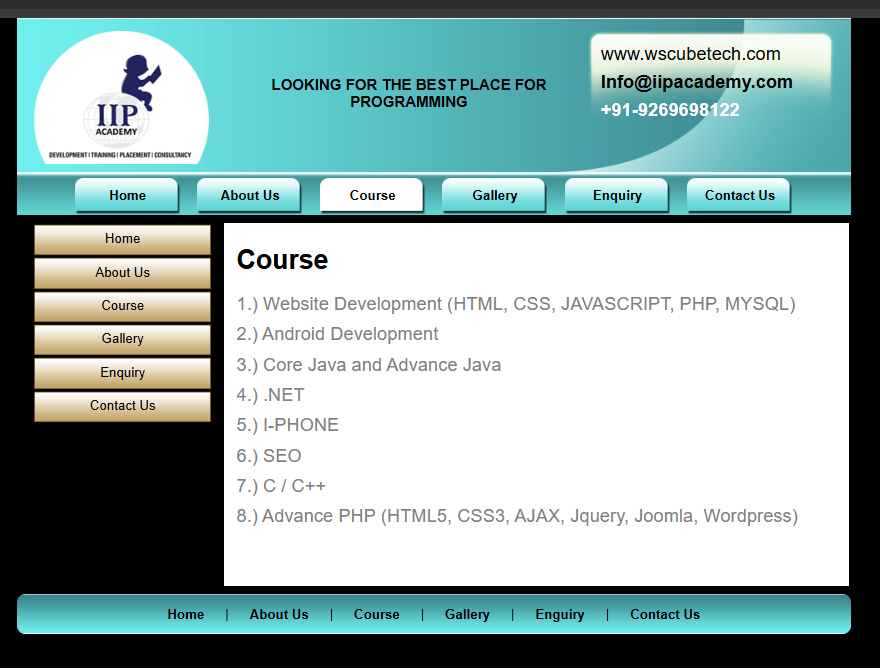 IIP
ACADEMY
DEVELOPMENT | TRAINING | PLACEMENT | CONSULTANCY
LOOKING FOR THE BEST PLACE FOR
PROGRAMMING
www.wscubetech.com
Info@iipacademy.com
+91-9269698122
Home About Us Course Gallery Enquiry Contact Us
Home
About Us
Course
Gallery
Enquiry
Contact Us
Course
1.) Website Development (HTML, CSS, JAVASCRIPT, PHP, MYSQL)
2.) Android Development
3.) Core Java and Advance Java
4.) .NET
5.) I-PHONE
6.) SEO
7.) C / C++
8.) Advance PHP (HTML5, CSS3, AJAX, Jquery, Joomla, Wordpress)
Home | About Us | Course | Gallery | Enquiry | Contact Us